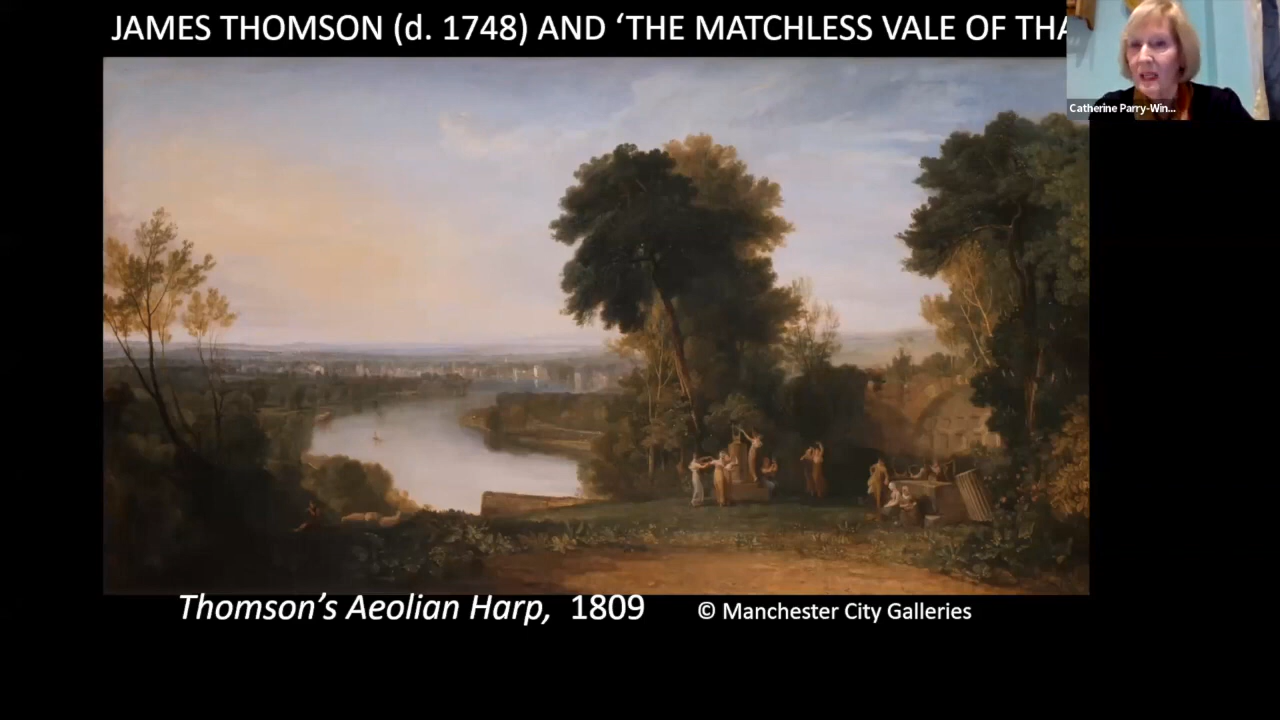 JAMES THOMSON (d. 1748) AND ‘THE MATCHLESS VALE OF THA
Catherine Parry-Win...
Thomson’s Aeolian Harp, 1809 © Manchester City Galleries